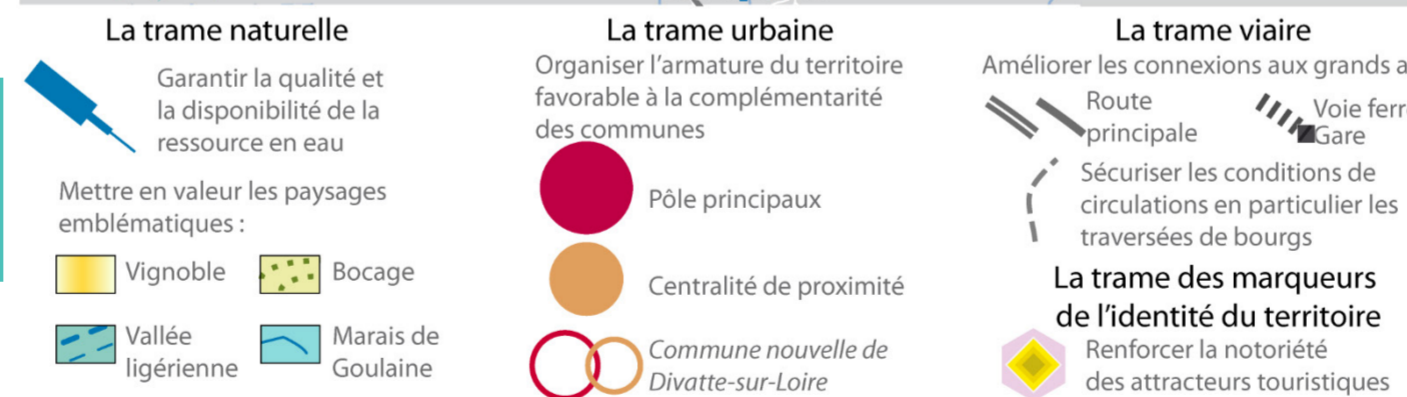 La trame naturelle
Garantir la qualité et
la disponibilité de la
ressource en eau
Mettre en valeur les paysages
emblématiques :
Vignoble
Bocage
Vallée
ligérienne
Marais de
Goulaine
La trame urbaine
Organiser l'armature du territoire
favorable à la complémentarité
des communes
Pôle principaux
Centralité de proximité
Commune nouvelle de
Divatte-sur-Loire
La trame viaire
Améliorer les connexions aux grands
Route
principale
Voie
Gare
Sécuriser les conditions de
circulations en particulier les
traversées de bourgs
La trame des marqueurs
de l'identité du territoire
Renforcer la notoriété
des attracteurs touristiques